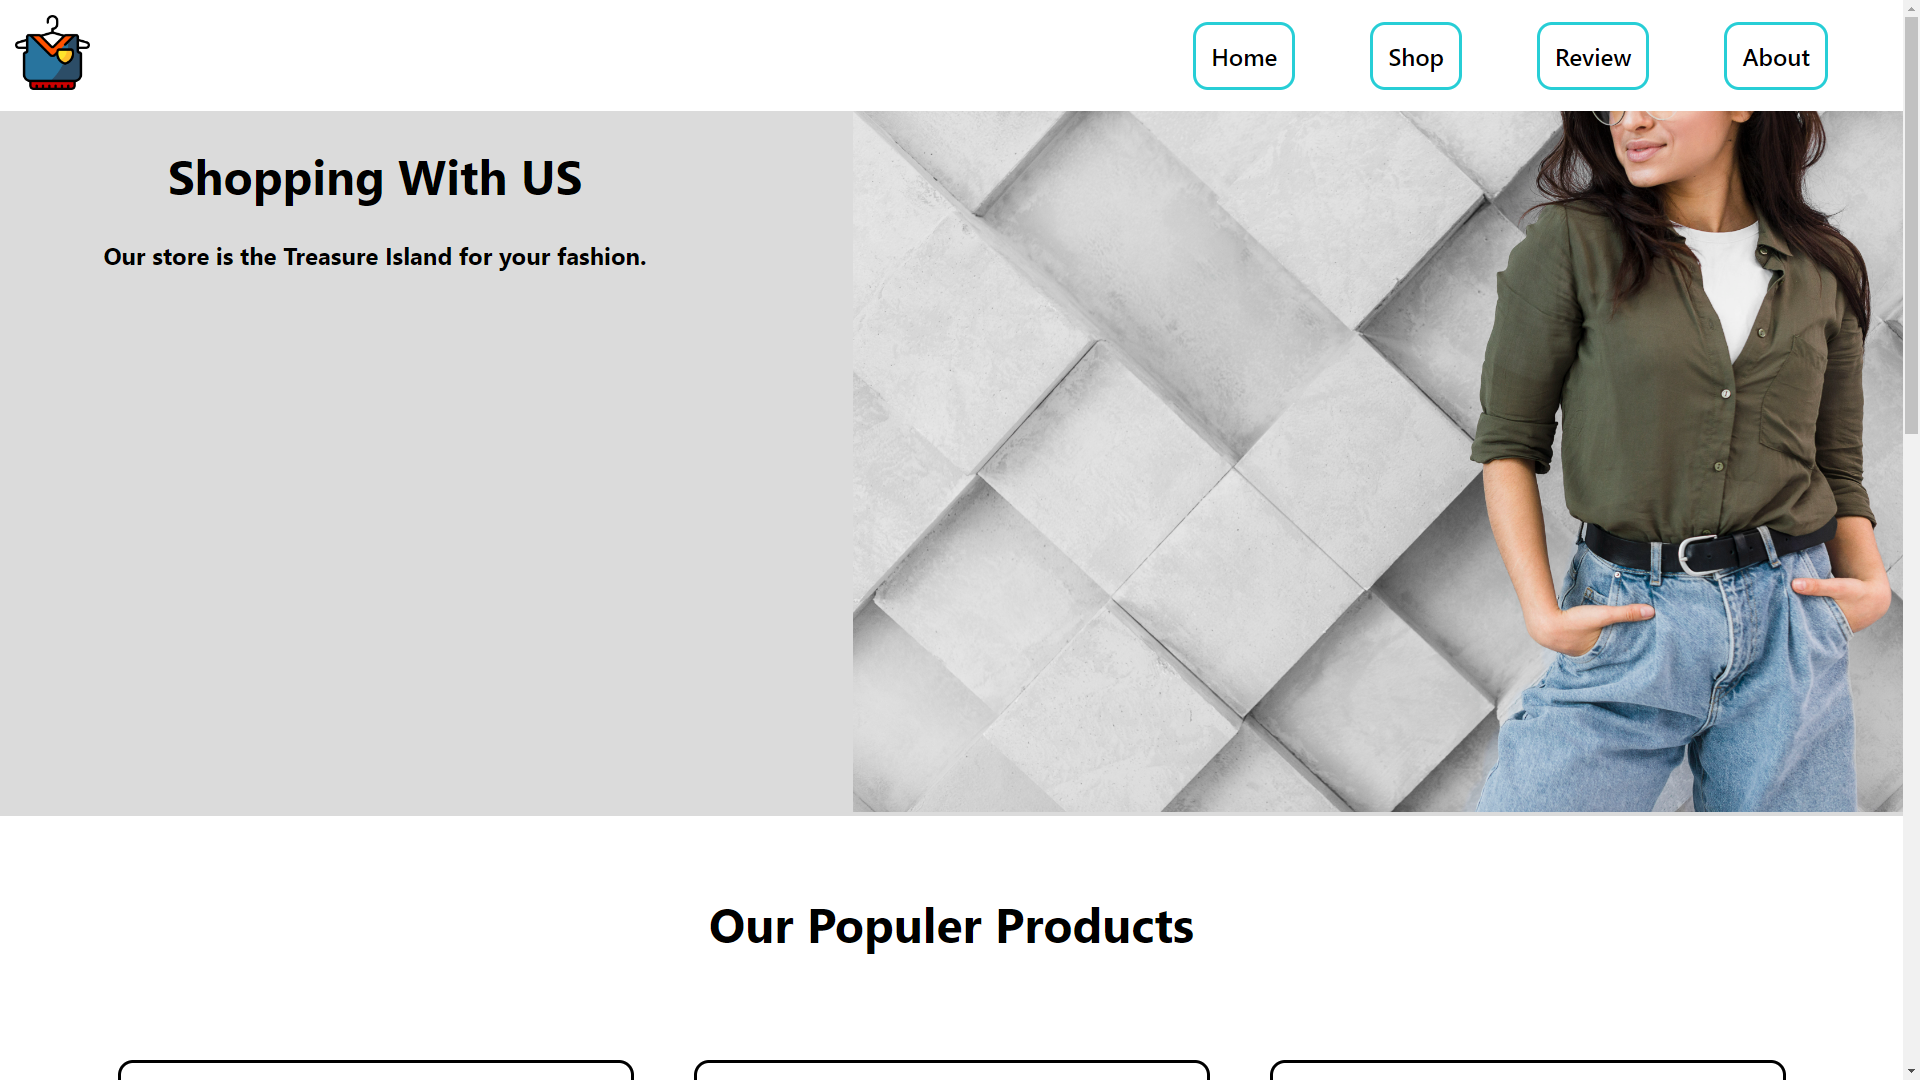 Home
Shop
Review
About
Shopping With US
Our store is the Treasure Island for your fashion.
Our Populer Products